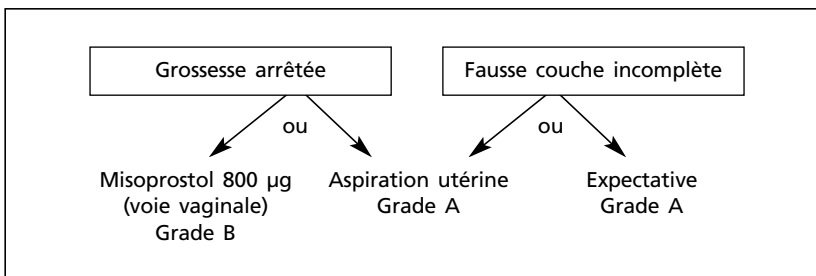 Grossesse arrêtée
Fausse couche incomplète
ou
ou
Misoprostol 800 µg
(voie vaginale)
Grade B
Aspiration utérine
Grade A
Expectative
Grade A